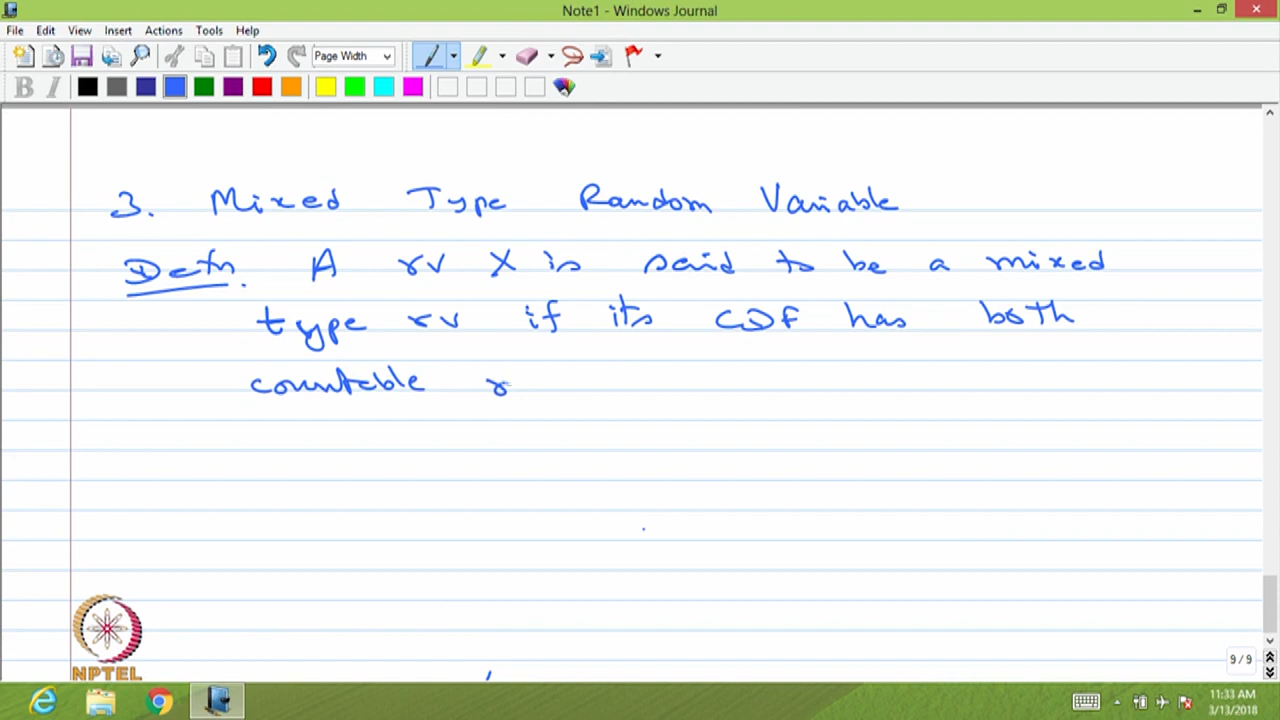 Note1 - Windows Journal
File Edit View Insert Actions Tools Help
Page Width
B I
3. Mixed Type Random Variable
Defn. A rv X is said to be a mixed
type rv if its CDF has both
countable
NPTEL
9 / 9
11:33 AM
3/13/2018